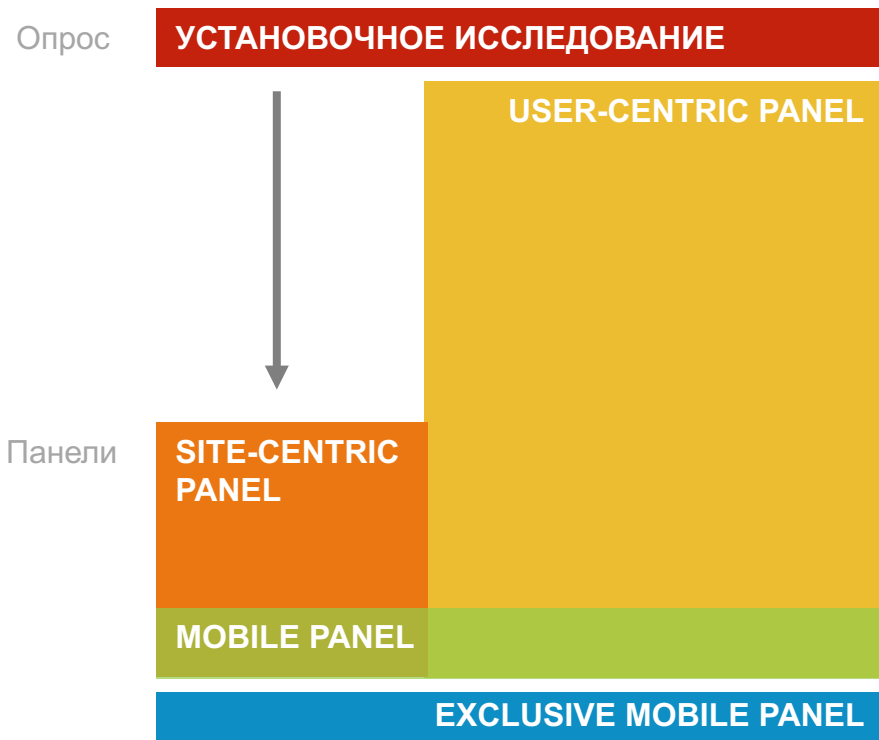 Опрос
УСТАНОВОЧНОЕ ИССЛЕДОВАНИЕ
USER-CENTRIC PANEL
Панели
SITE-CENTRIC
PANEL
MOBILE PANEL
EXCLUSIVE MOBILE PANEL